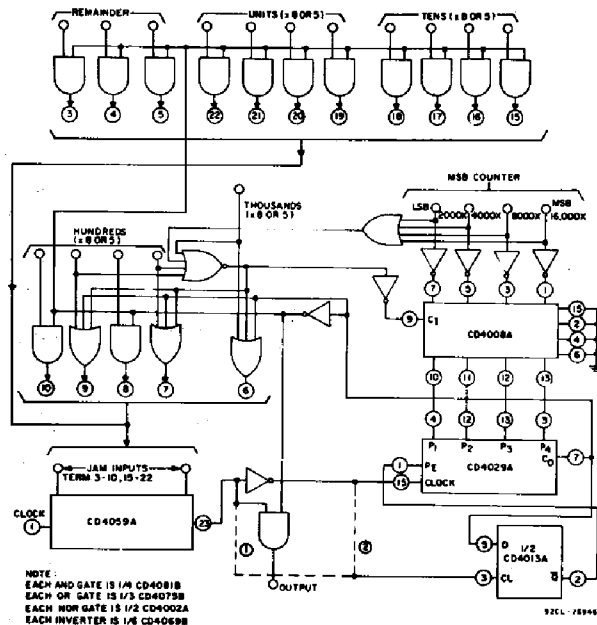 REMAINDER
UNITS (x 8 OR 5)
TENS (x 8 OR 5)
3 4 5 22 21 20 19 18 17 16 15
MSB COUNTER
LSB 2000X 4000X 8000X MSB 16,000X
THOUSANDS (x 8 OR 5)
HUNDREDS (x 8 OR 5)
7 5 3 1
9 C1 CD4008A 15 2 4 6
10 9 8 7 6
10 11 12 13
4 12 13 3
P1 P2 P3 P4
JAM INPUTS
TERM 3-10, 15-22
1 PE CD4029A CO 7
15 CLOCK
CLOCK
1 CD4059A 23
1 2
5 D 1/2 CD4013A Q 2
3 CL
OUTPUT
NOTE:
EACH AND GATE IS 1/4 CD4081B
EACH OR GATE IS 1/3 CD4075B
EACH NOR GATE IS 1/2 CD4002A
EACH INVERTER IS 1/6 CD4069B
92CL-26946